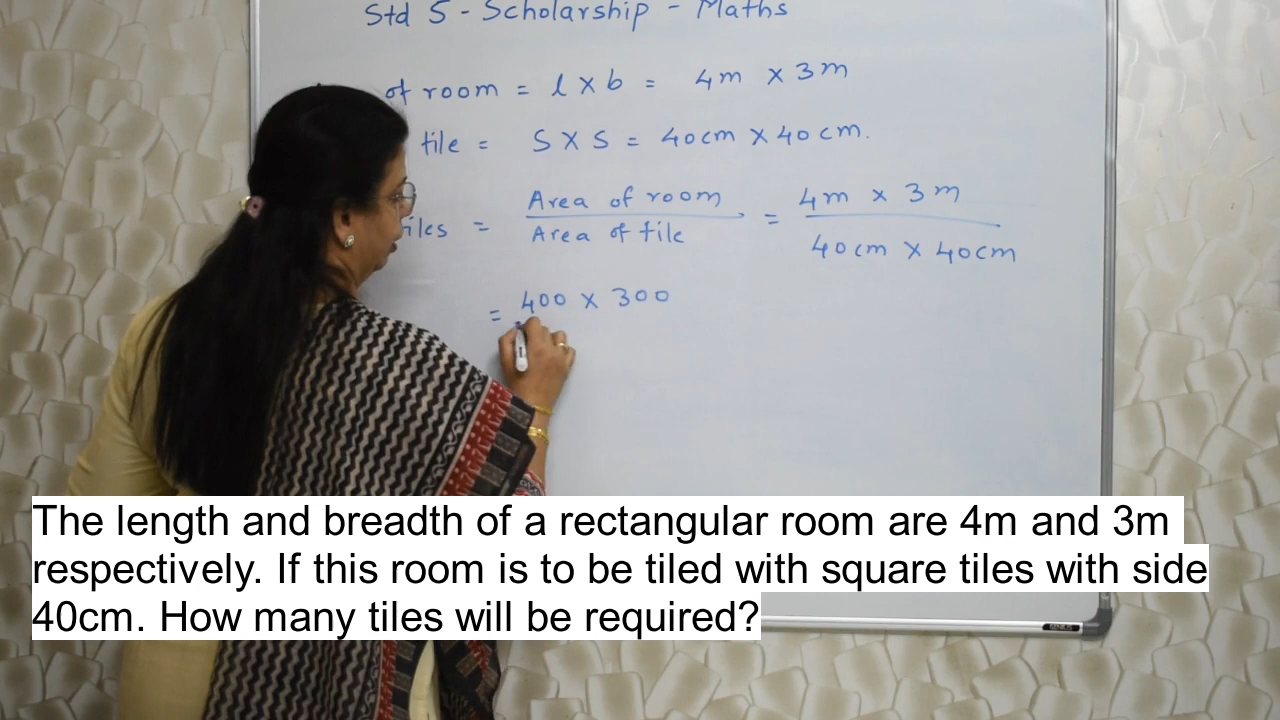 Std 5 - Scholarship - Maths
of room = l x b = 4m x 3m
tile = S x S = 40cm x 40cm.
iles = Area of room / Area of tile = 4m x 3m / 40cm x 40cm
= 400 x 300
The length and breadth of a rectangular room are 4m and 3m
respectively. If this room is to be tiled with square tiles with side
40cm. How many tiles will be required?
GENIUS